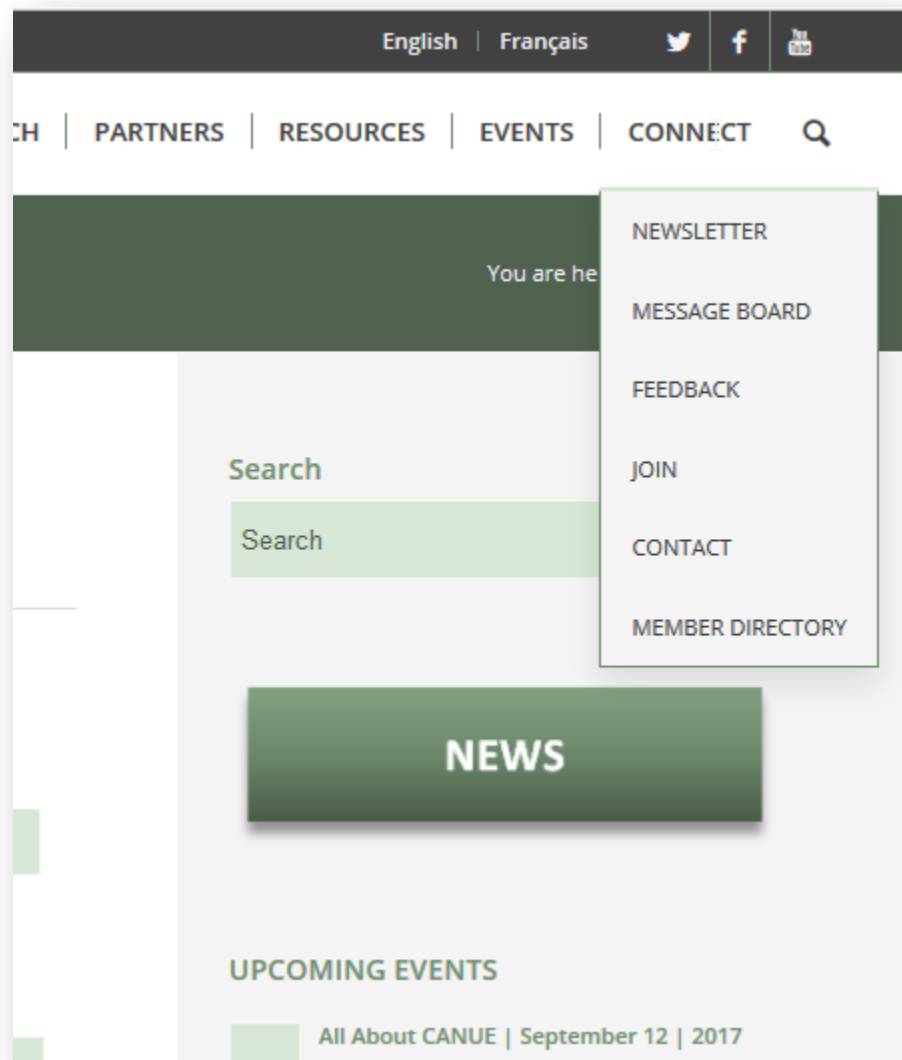 English | Français
CH | PARTNERS | RESOURCES | EVENTS | CONNECT
NEWSLETTER
You are he
MESSAGE BOARD
FEEDBACK
Search
JOIN
Search
CONTACT
MEMBER DIRECTORY
NEWS
UPCOMING EVENTS
All About CANUE | September 12 | 2017